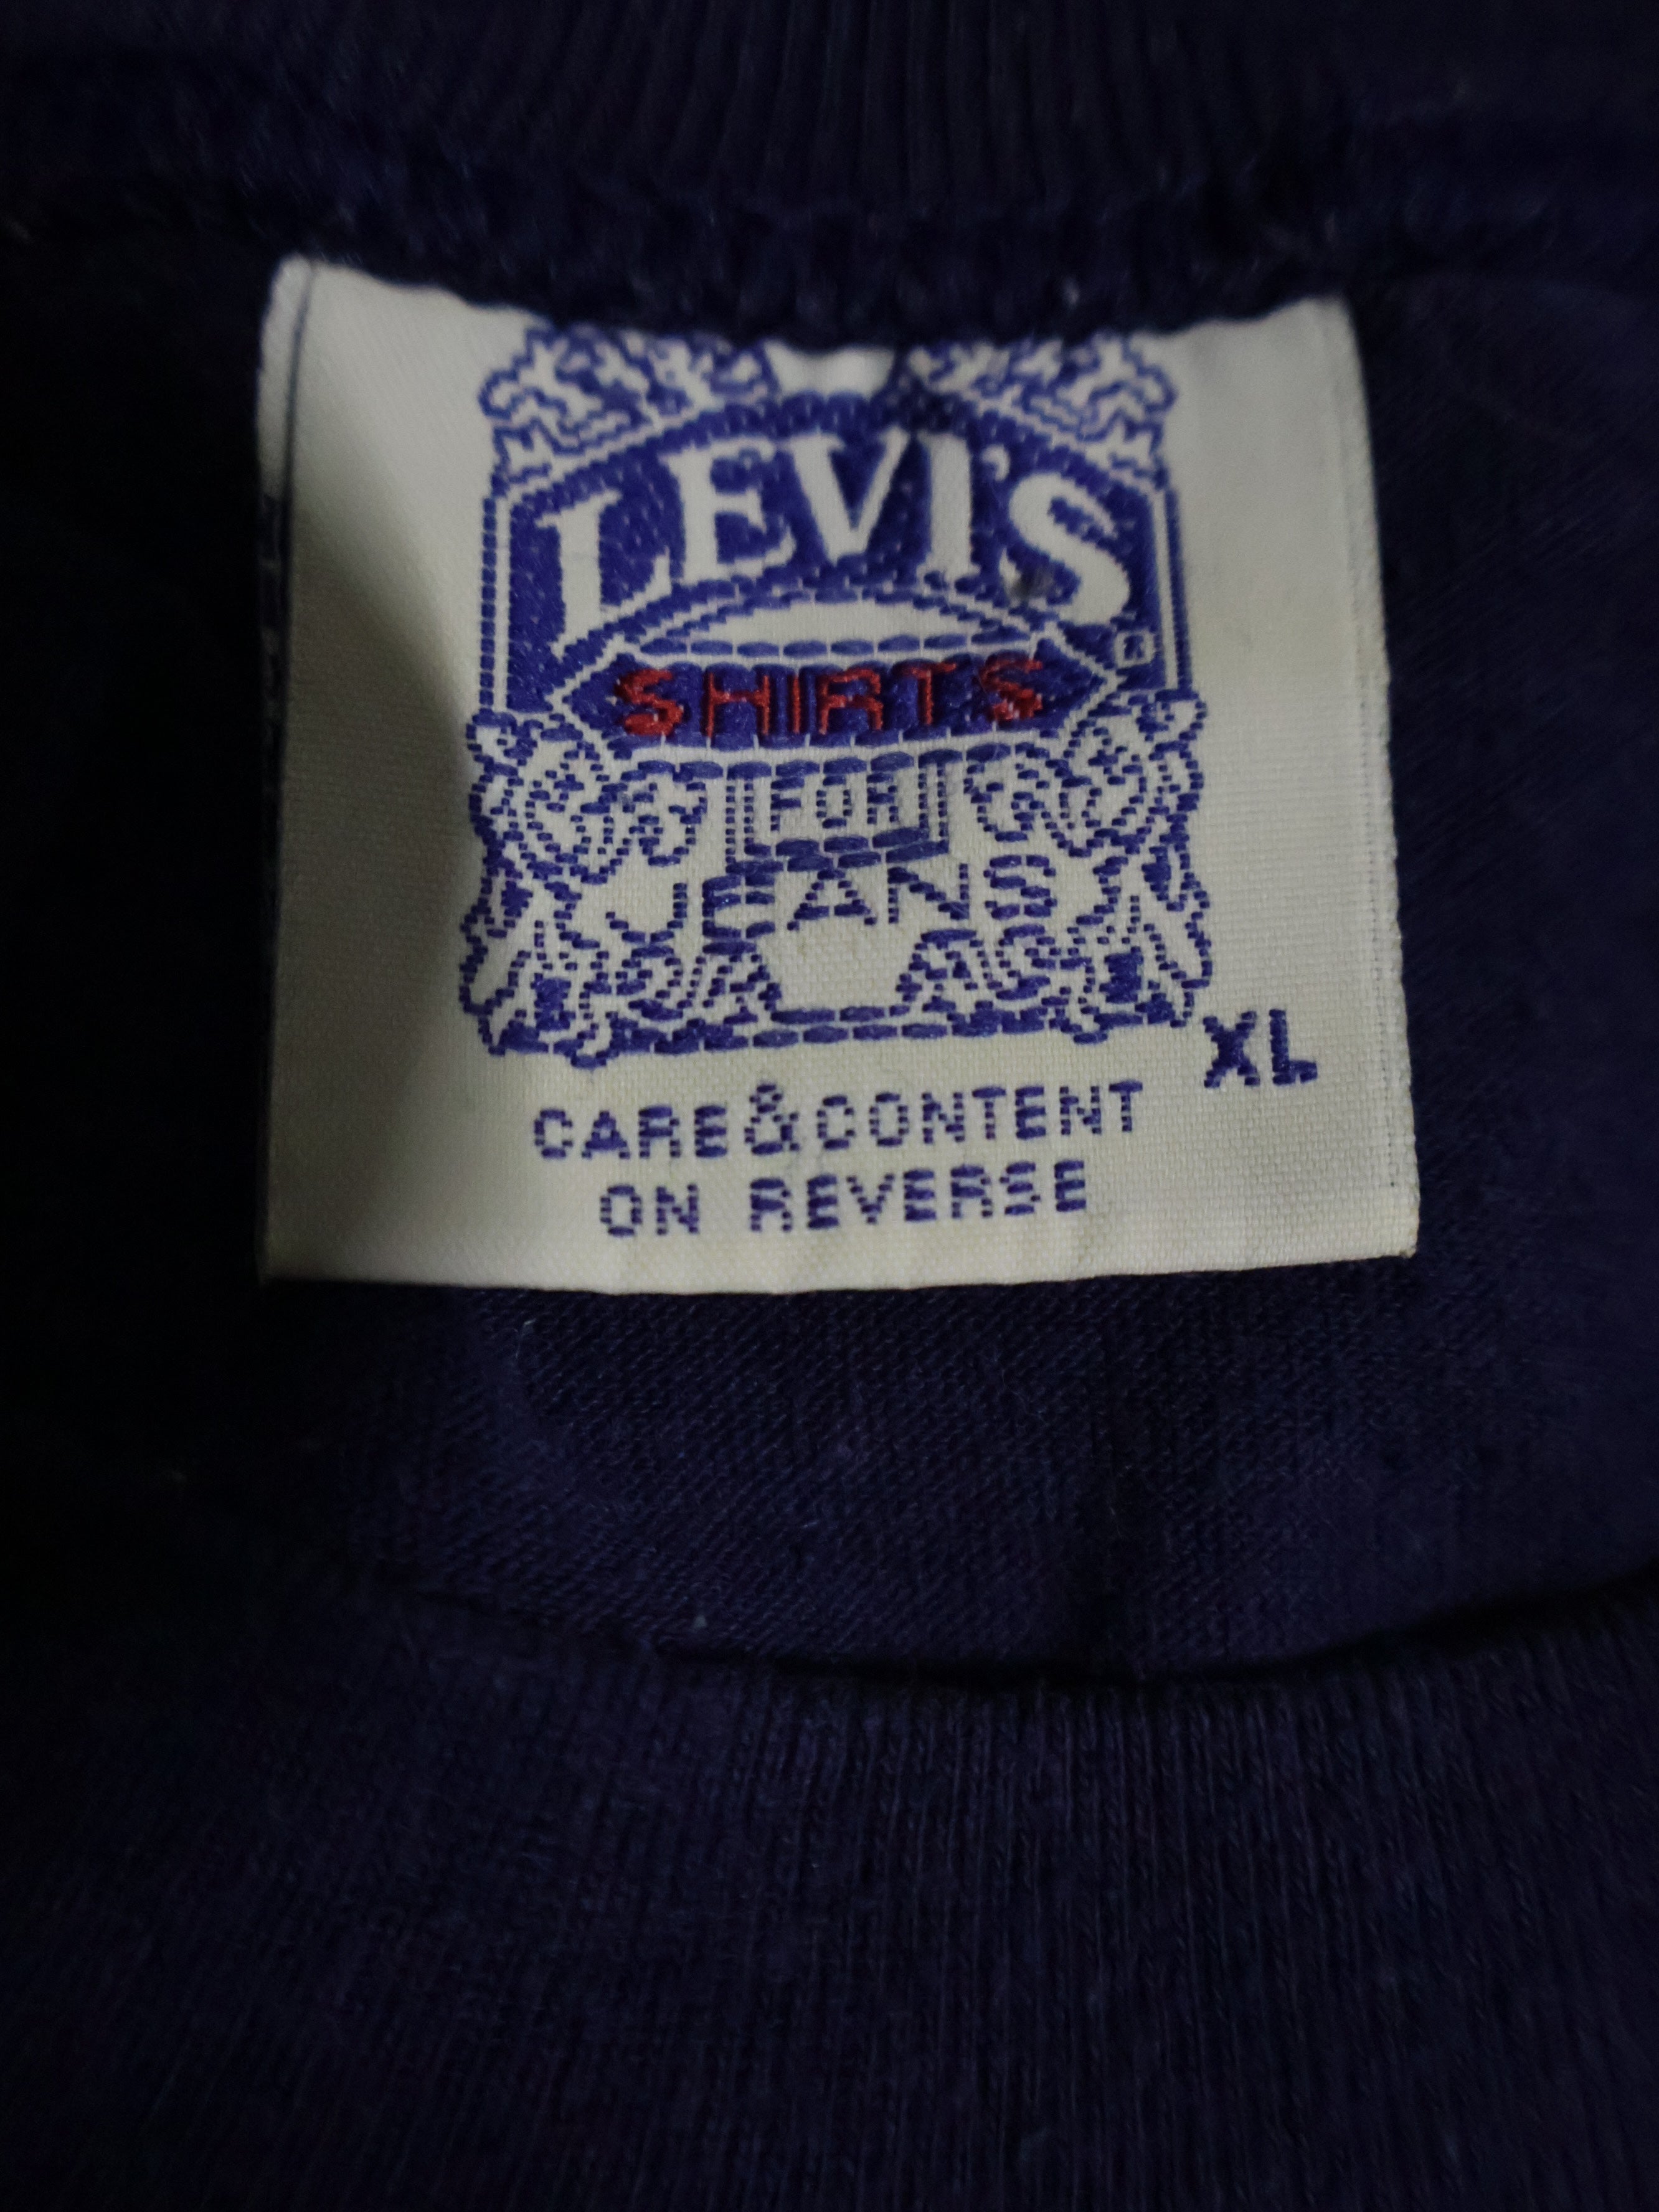 LEVI'S
®
SHIRTS
FOR
JEANS
XL
CARE & CONTENT
ON REVERSE